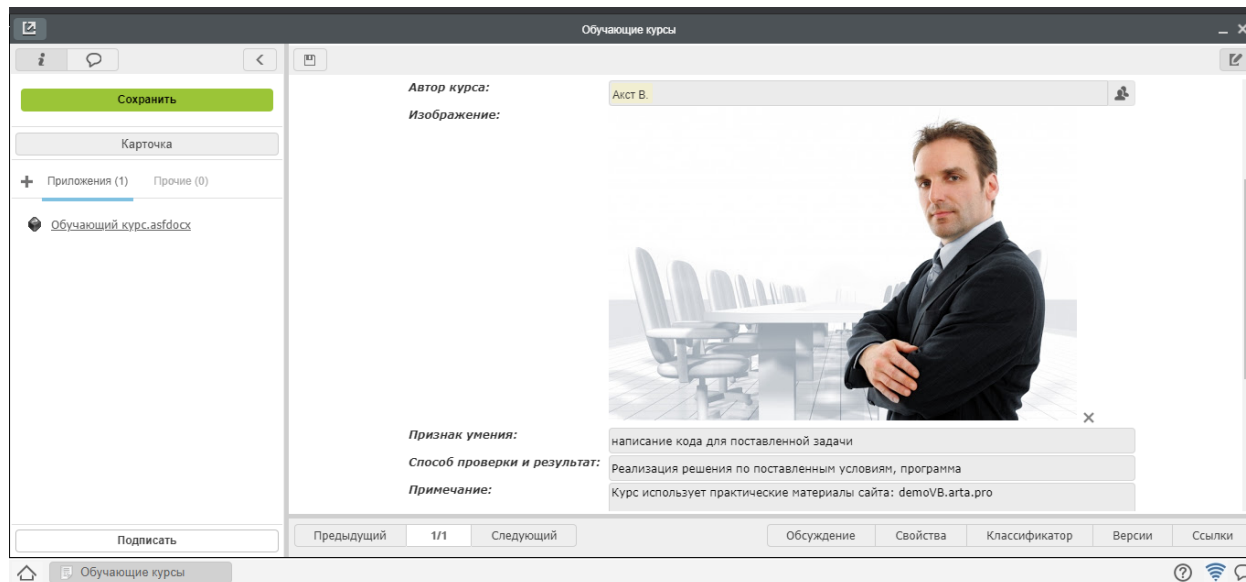 Обучающие курсы
Сохранить
Карточка
Приложения (1) Прочие (0)
Обучающий курс.asfdocx
Подписать
Автор курса: Акст В.
Изображение:
Признак умения: написание кода для поставленной задачи
Способ проверки и результат: Реализация решения по поставленным условиям, программа
Примечание: Курс использует практические материалы сайта: demoVB.arta.pro
Предыдущий 1/1 Следующий Обсуждение Свойства Классификатор Версии Ссылки
Обучающие курсы